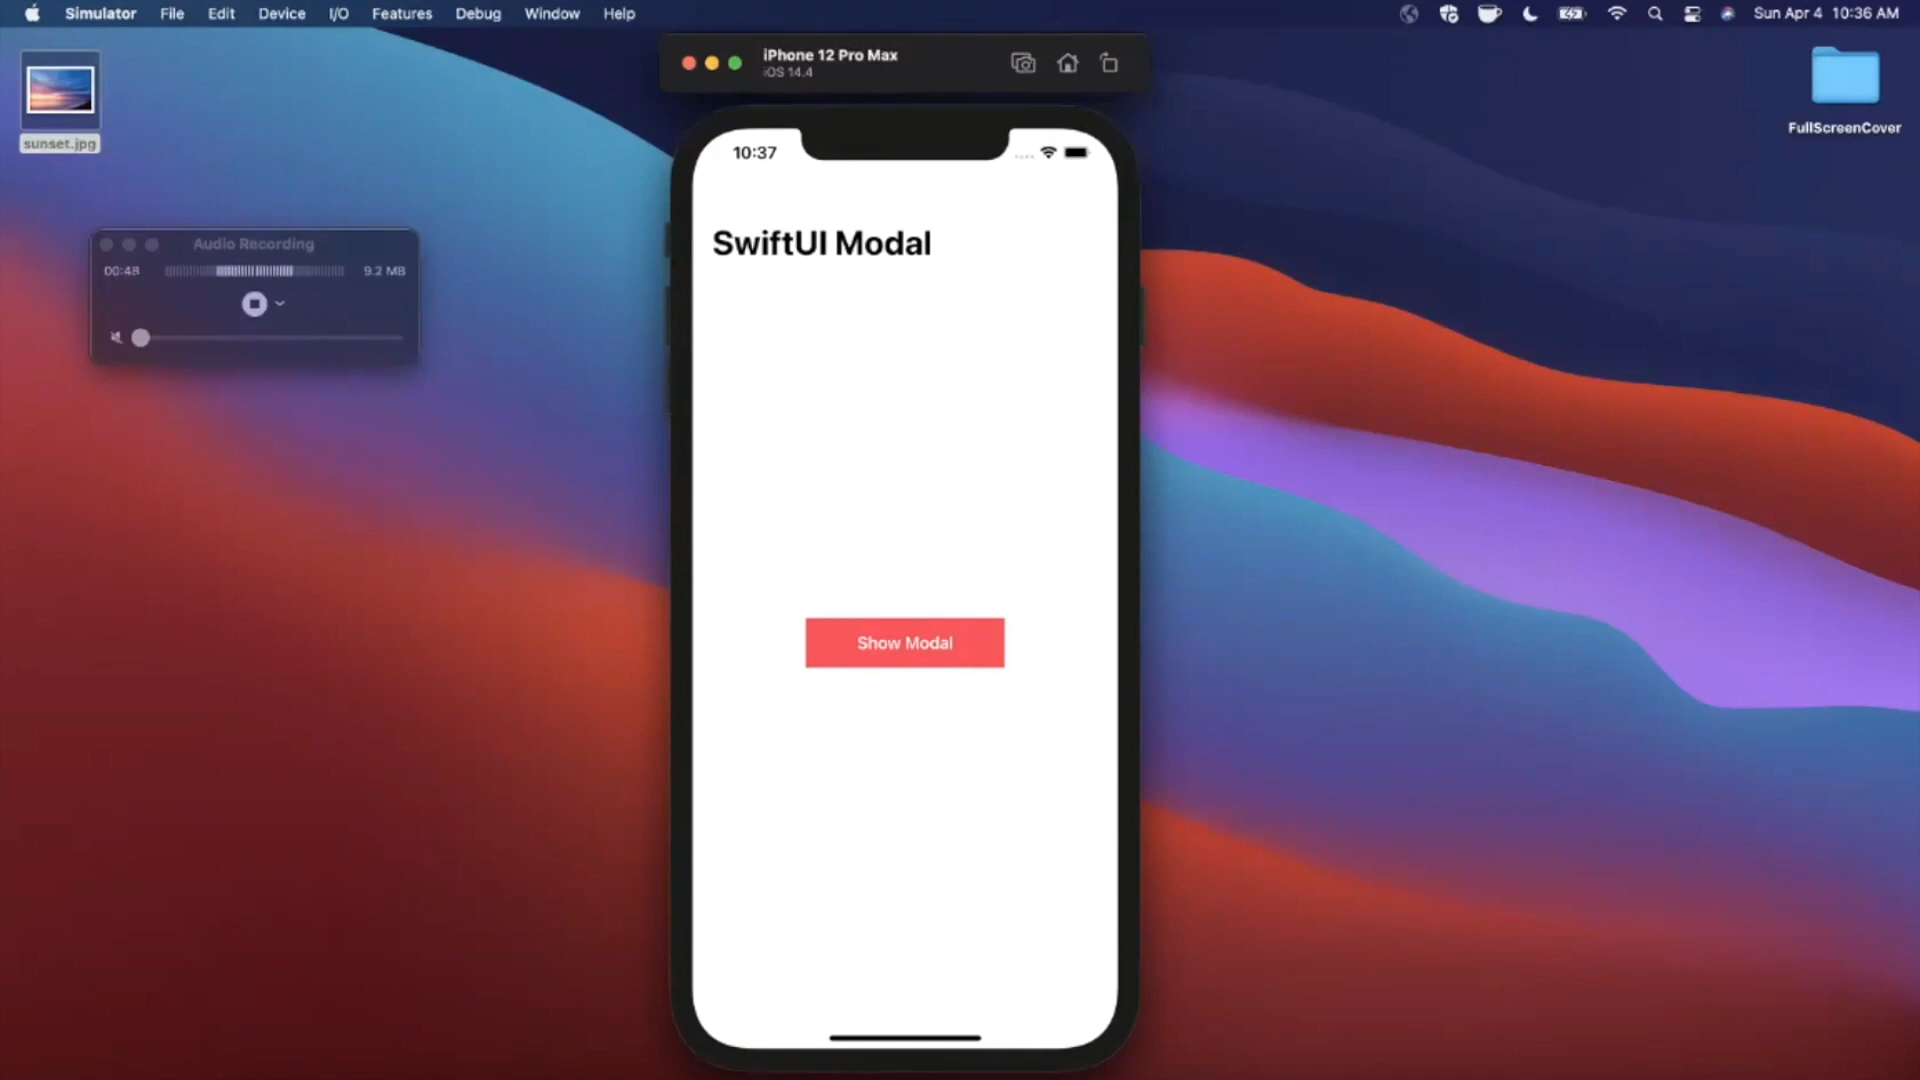 Simulator File Edit Device I/O Features Debug Window Help
Sun Apr 4 10:36 AM
iPhone 12 Pro Max
iOS 14.4
sunset.jpg
FullScreenCover
Audio Recording
00:48
9.2 MB
10:37
SwiftUI Modal
Show Modal